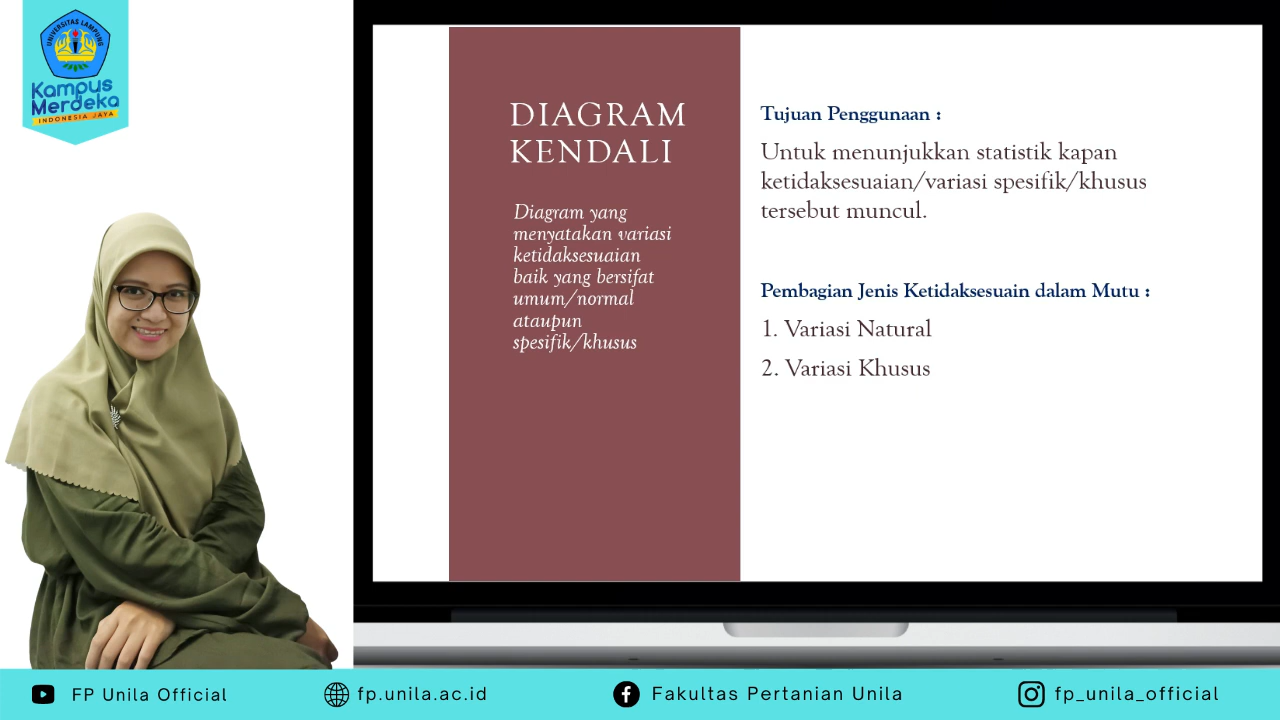 UNIVERSITAS LAMPUNG
Kampus
Merdeka
INDONESIA JAYA
DIAGRAM
KENDALI
Diagram yang
menyatakan variasi
ketidaksesuaian
baik yang bersifat
umum/normal
ataupun
spesifik/khusus
Tujuan Penggunaan :
Untuk menunjukkan statistik kapan
ketidaksesuaian/variasi spesifik/khusus
tersebut muncul.
Pembagian Jenis Ketidaksesuain dalam Mutu :
1. Variasi Natural
2. Variasi Khusus
FP Unila Official
fp.unila.ac.id
Fakultas Pertanian Unila
fp_unila_official